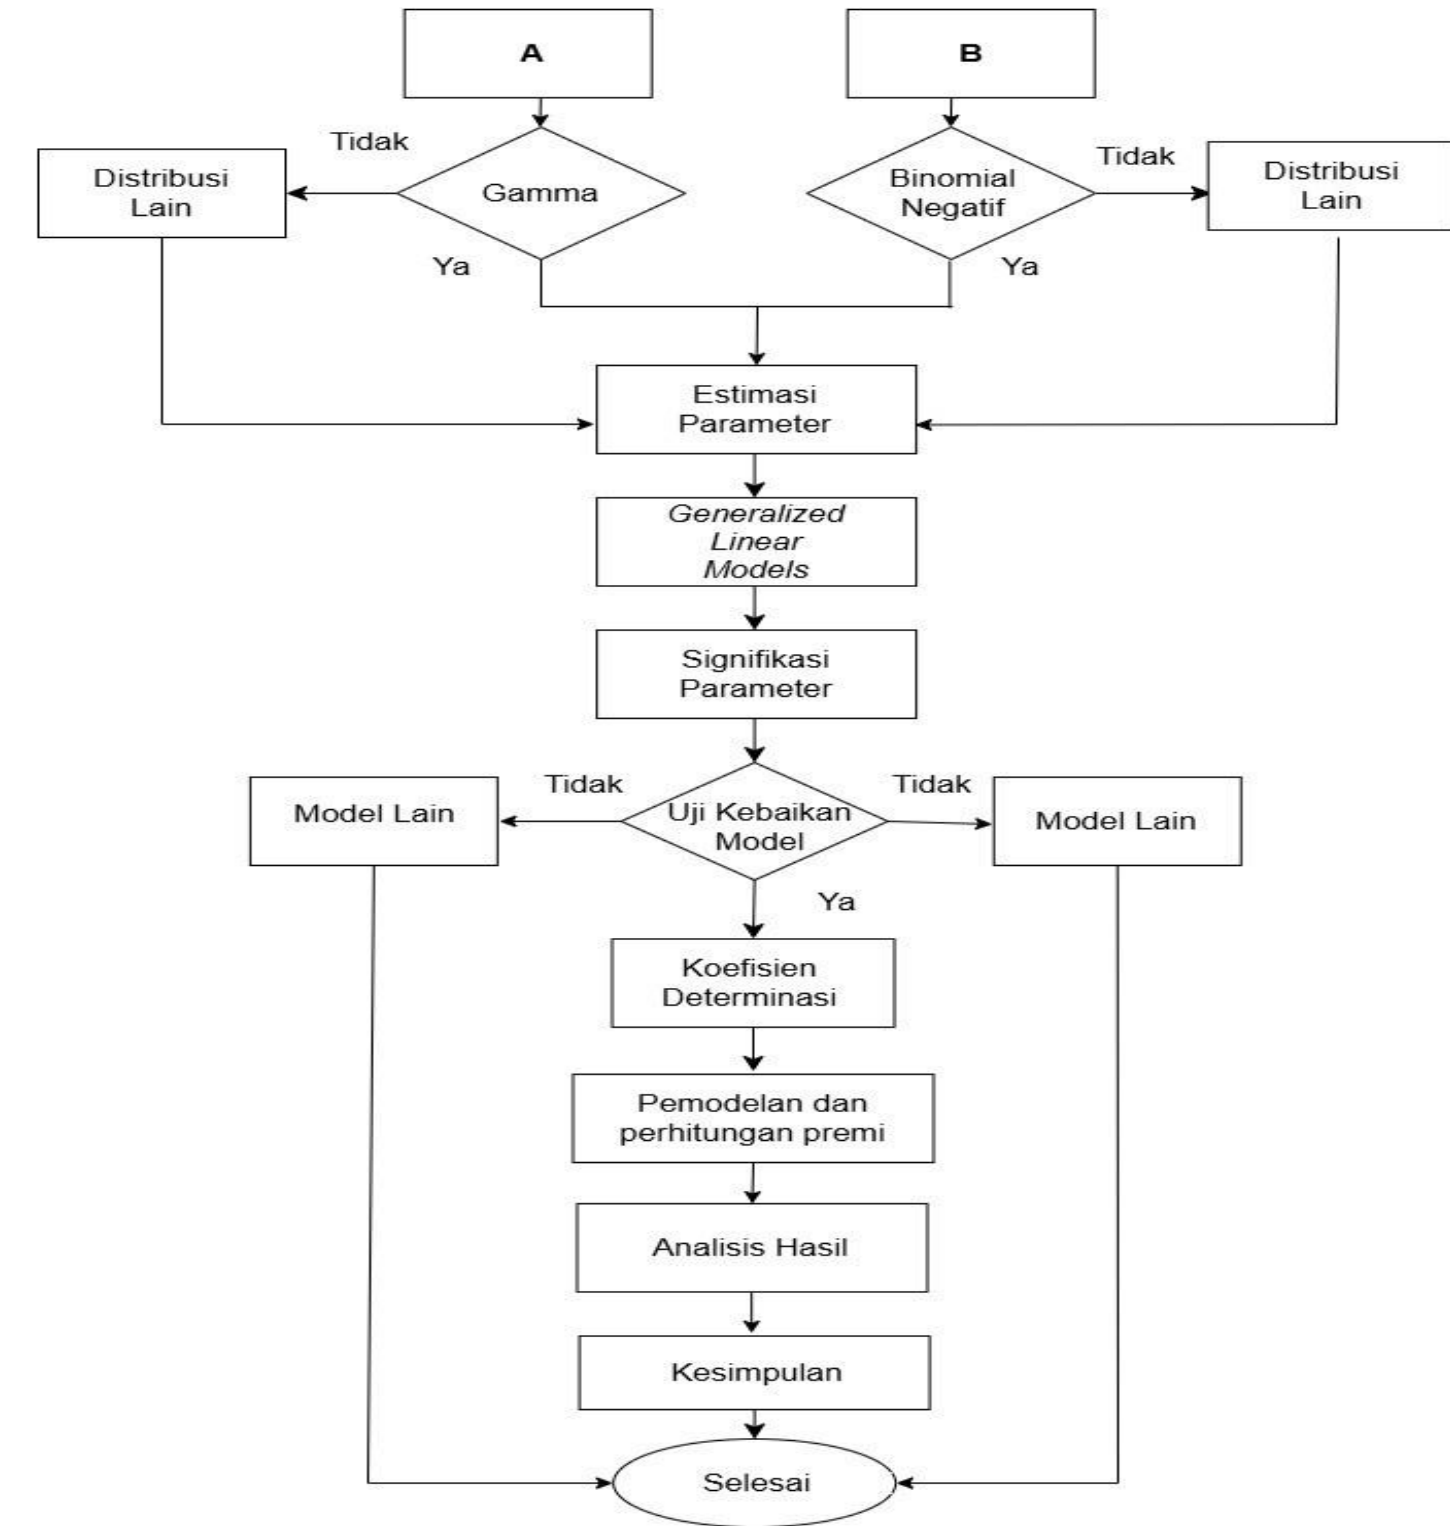 A
B
Tidak
Tidak
Distribusi
Lain
Gamma
Binomial
Negatif
Distribusi
Lain
Ya
Ya
Estimasi
Parameter
Generalized
Linear
Models
Signifikasi
Parameter
Tidak
Tidak
Model Lain
Uji Kebaikan
Model
Model Lain
Ya
Koefisien
Determinasi
Pemodelan dan
perhitungan premi
Analisis Hasil
Kesimpulan
Selesai